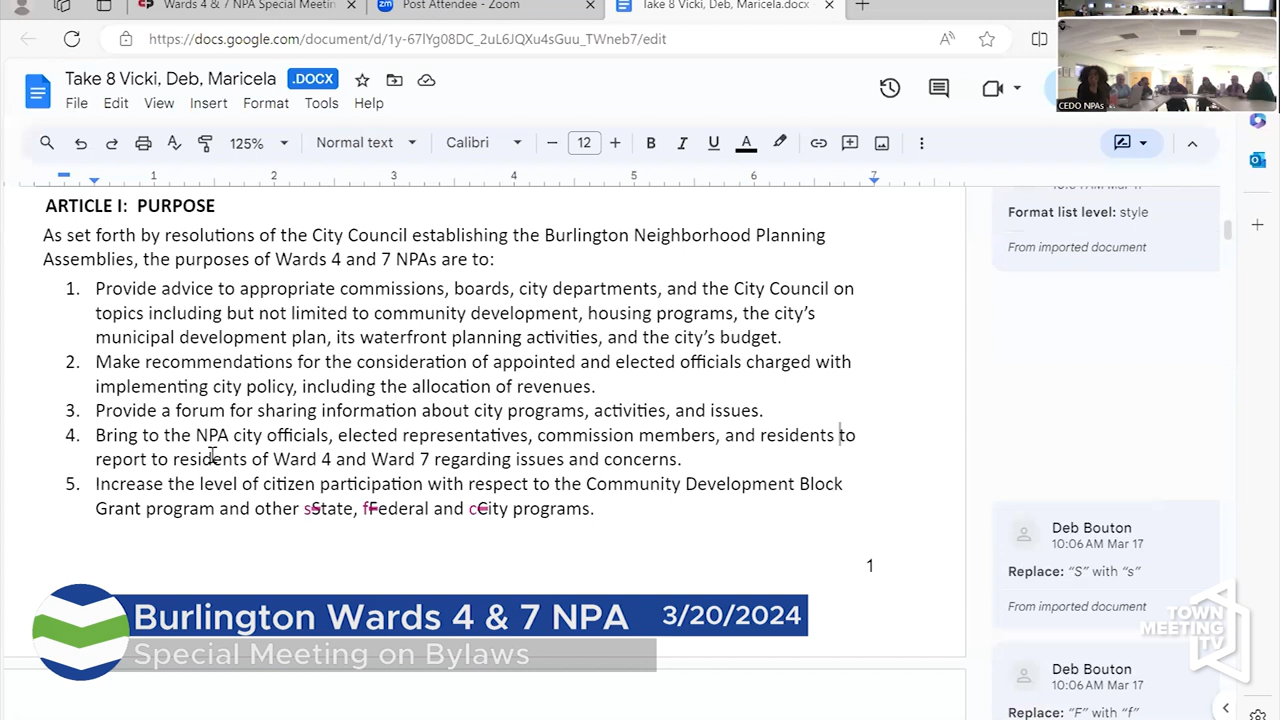 Wards 4 & 7 NPA Special Meetin
Post Attendee - Zoom
Take 8 Vicki, Deb, Maricela.docx
https://docs.google.com/document/d/1y-67lYg08DC_2uL6JQXu4sGuu_TWneb7/edit
Take 8 Vicki, Deb, Maricela .DOCX
File Edit View Insert Format Tools Help
125% Normal text Calibri 12 B I U A
1 2 3 4 5 6 7
ARTICLE I: PURPOSE
As set forth by resolutions of the City Council establishing the Burlington Neighborhood Planning
Assemblies, the purposes of Wards 4 and 7 NPAs are to:
1. Provide advice to appropriate commissions, boards, city departments, and the City Council on
topics including but not limited to community development, housing programs, the city's
municipal development plan, its waterfront planning activities, and the city's budget.
2. Make recommendations for the consideration of appointed and elected officials charged with
implementing city policy, including the allocation of revenues.
3. Provide a forum for sharing information about city programs, activities, and issues.
4. Bring to the NPA city officials, elected representatives, commission members, and residents to
report to residents of Ward 4 and Ward 7 regarding issues and concerns.
5. Increase the level of citizen participation with respect to the Community Development Block
Grant program and other sState, fFederal and cCity programs.
1
Format list level: style
From imported document
Deb Bouton
10:06 AM Mar 17
Replace: “S” with “s”
From imported document
Deb Bouton
10:06 AM Mar 17
Replace: “F” with “f”
CEDO NPAs
Burlington Wards 4 & 7 NPA 3/20/2024
Special Meeting on Bylaws
TOWN
MEETING
TV